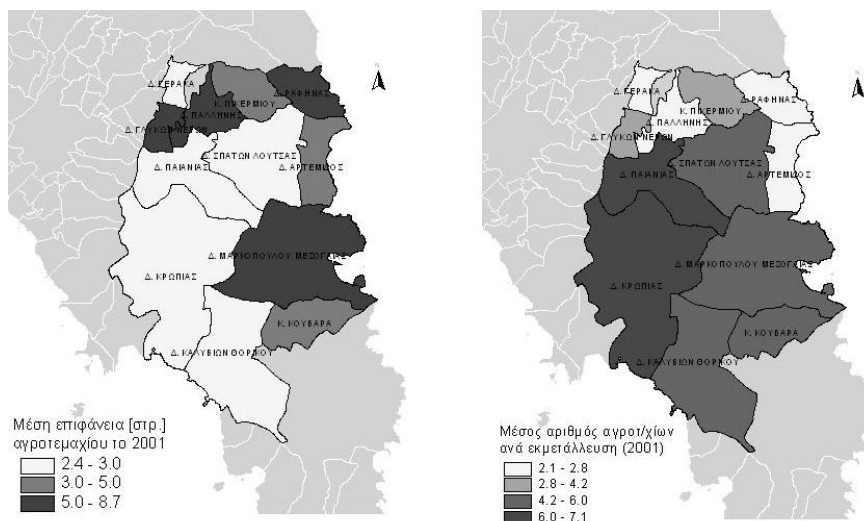 Δ. ΓΕΡΑΚΑ
Κ. ΠΙΚΕΡΜΙΟΥ
Δ. ΡΑΦΗΝΑΣ
Δ. ΠΑΛΛΗΝΗΣ
Δ. ΓΛΥΚΩΝ ΝΕΡΩΝ
Δ. ΣΠΑΤΩΝ ΛΟΥΤΣΑΣ
Δ. ΠΑΙΑΝΙΑΣ
Δ. ΑΡΤΕΜΙΔΟΣ
Δ. ΜΑΡΚΟΠΟΥΛΟΥ ΜΕΣΟΓΑΙΑΣ
Δ. ΚΡΩΠΙΑΣ
Κ. ΚΟΥΒΑΡΑ
Δ. ΚΑΛΥΒΙΩΝ ΘΟΡΙΚΟΥ
Μέση επιφάνεια [στρ.]
αγροτεμαχίου το 2001
2.4 - 3.0
3.0 - 5.0
5.0 - 8.7
Δ. ΓΕΡΑΚΑ
Κ. ΠΙΚΕΡΜΙΟΥ
Δ. ΡΑΦΗΝΑΣ
Δ. ΠΑΛΛΗΝΗΣ
Δ. ΓΛΥΚΩΝ ΝΕΡΩΝ
ΣΠΑΤΩΝ ΛΟΥΤΣΑΣ
Δ. ΠΑΙΑΝΙΑΣ
Δ. ΑΡΤΕΜΙΔΟΣ
Δ. ΜΑΡΚΟΠΟΥΛΟΥ ΜΕΣΟΓΑΙΑΣ
Δ. ΚΡΩΠΙΑΣ
Κ. ΚΟΥΒΑΡΑ
Δ. ΚΑΛΥΒΙΩΝ ΘΟΡΙΚΟΥ
Μέσος αριθμός αγροτ/χίων
ανά εκμετάλλευση (2001)
2.1 - 2.8
2.8 - 4.2
4.2 - 6.0
6.0 - 7.1